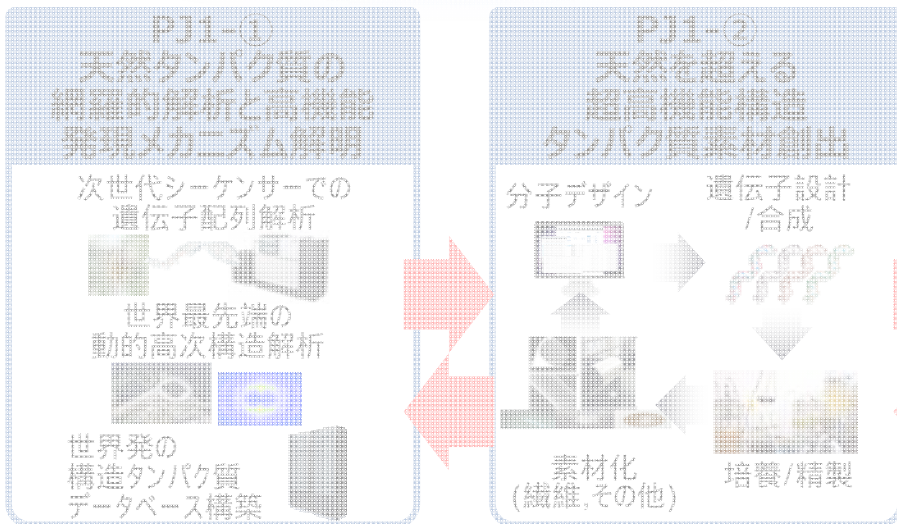 PJ1-①
天然タンパク質の
網羅的解析と高機能
発現メカニズム解明
次世代シーケンサーでの
遺伝子配列解析
世界最先端の
動的高次構造解析
世界発の
構造タンパク質
データベース構築
PJ1-②
天然を超える
超高機能構造
タンパク質素材創出
分子デザイン
遺伝子設計
/合成
素材化
(繊維,その他)
培養/精製